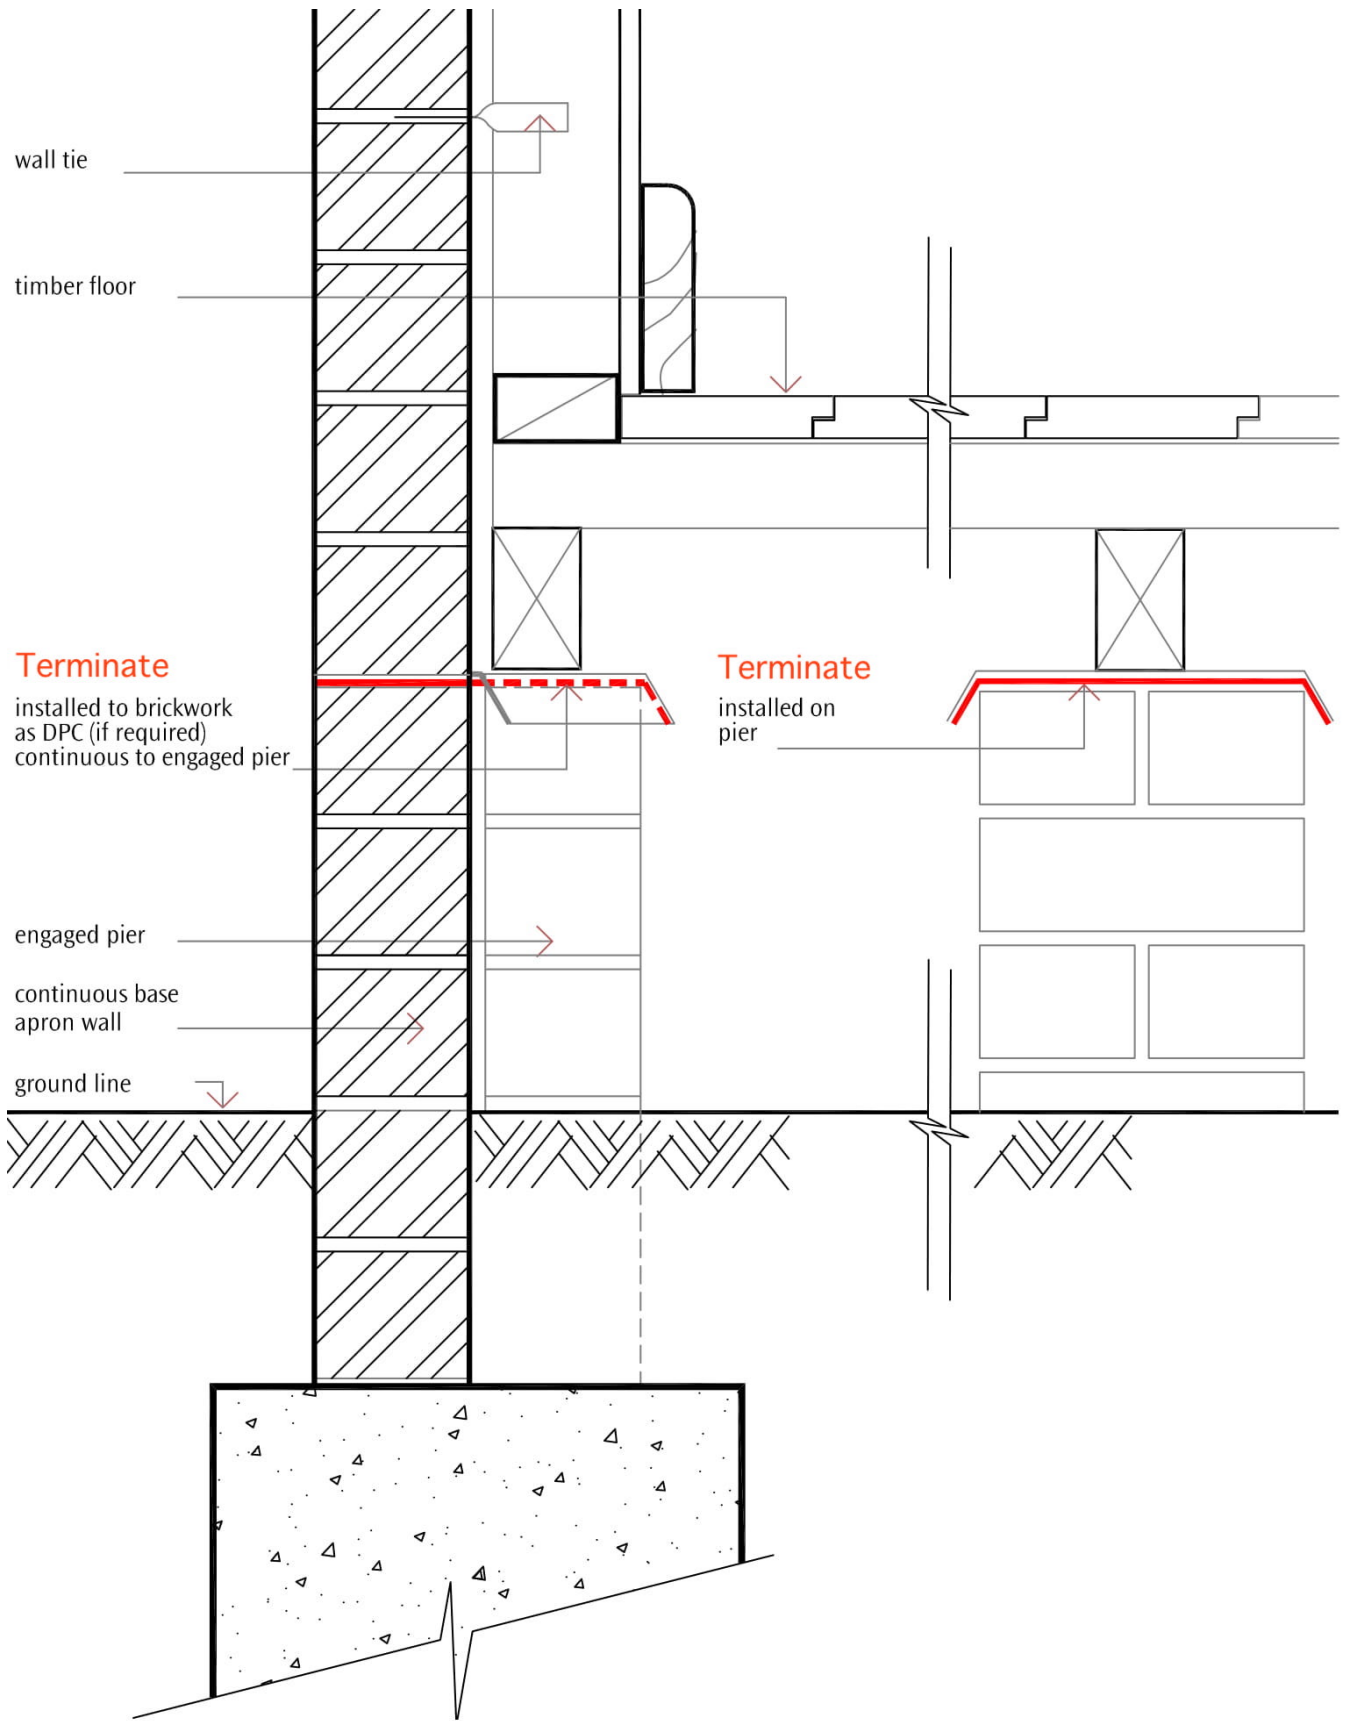 wall tie
timber floor
Terminate
installed to brickwork
as DPC (if required)
continuous to engaged pier
Terminate
installed on
pier
engaged pier
continuous base
apron wall
ground line